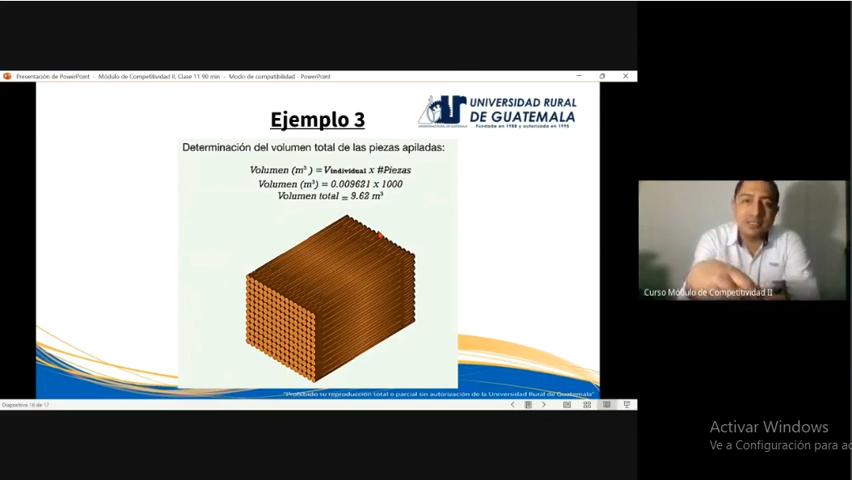 Presentación de PowerPoint - Módulo de Competitividad II, Clase 11 90 min - Modo de compatibilidad - PowerPoint
Ejemplo 3
UNIVERSIDAD RURAL
DE GUATEMALA
Fundada en 1988 y autorizada en 1995
Determinación del volumen total de las piezas apiladas:
Volumen (m³) = Vindividual x #Piezas
Volumen (m³) = 0.009621 x 1000
Volumen total = 9.62 m³
"Prohibido su reproducción total o parcial sin autorización de la Universidad Rural de Guatemala"
Diapositiva 16 de 17
Curso Módulo de Competitividad II
Activar Windows
Ve a Configuración para ac